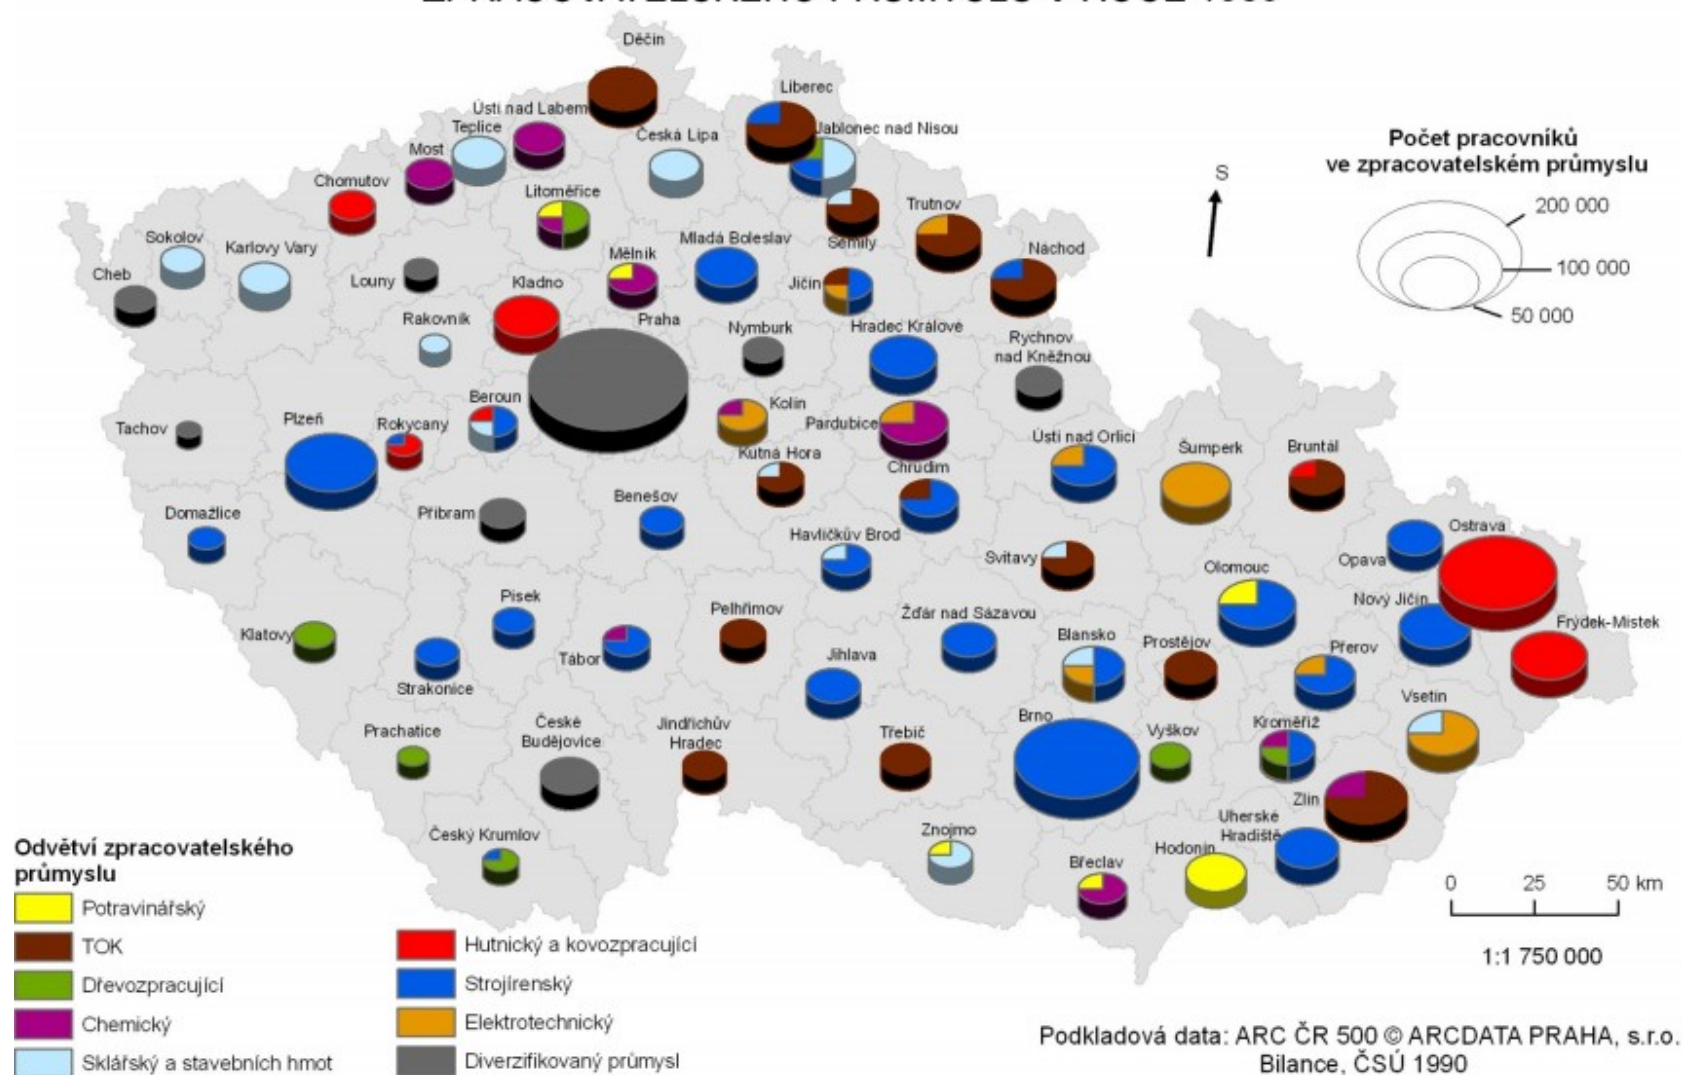 Děčín
Liberec
Ústí nad Labem
Teplice
Česká Lípa
Jablonec nad Nisou
Most
Chomutov
Litoměřice
Trutnov
Semily
Náchod
Sokolov
Karlovy Vary
Cheb
Louny
Mělník
Mladá Boleslav
Jičín
Kladno
Rakovník
Praha
Nymburk
Hradec Králové
Rychnov
nad Kněžnou
Tachov
Plzeň
Rokycany
Beroun
Kolín
Pardubice
Kutná Hora
Chrudim
Ústí nad Orlicí
Šumperk
Bruntál
Domažlice
Příbram
Benešov
Havlíčkův Brod
Svitavy
Opava
Ostrava
Olomouc
Nový Jičín
Frýdek-Místek
Klatovy
Písek
Strakonice
Tábor
Pelhřimov
Jihlava
Žďár nad Sázavou
Blansko
Prostějov
Přerov
Vsetín
Prachatice
České
Budějovice
Jindřichův
Hradec
Třebíč
Brno
Vyškov
Kroměříž
Zlín
Uherské
Hradiště
Český Krumlov
Znojmo
Břeclav
Hodonín
S
Počet pracovníků
ve zpracovatelském průmyslu
200 000
100 000
50 000
Odvětví zpracovatelského
průmyslu
Potravinářský
TOK
Dřevozpracující
Chemický
Sklářský a stavebních hmot
Hutnický a kovozpracující
Strojírenský
Elektrotechnický
Diverzifikovaný průmysl
0 25 50 km
1:1 750 000
Podkladová data: ARC ČR 500 © ARCDATA PRAHA, s.r.o.
Bilance, ČSÚ 1990